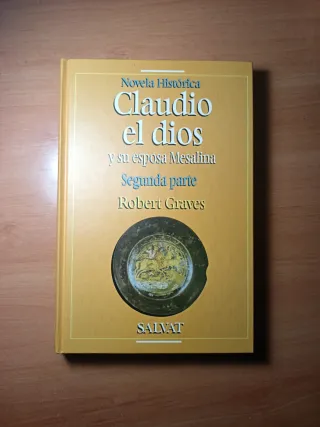 Novela Histórica
Claudio
el dios
y su esposa Mesalina
Segunda parte
Robert Graves
SALVAT